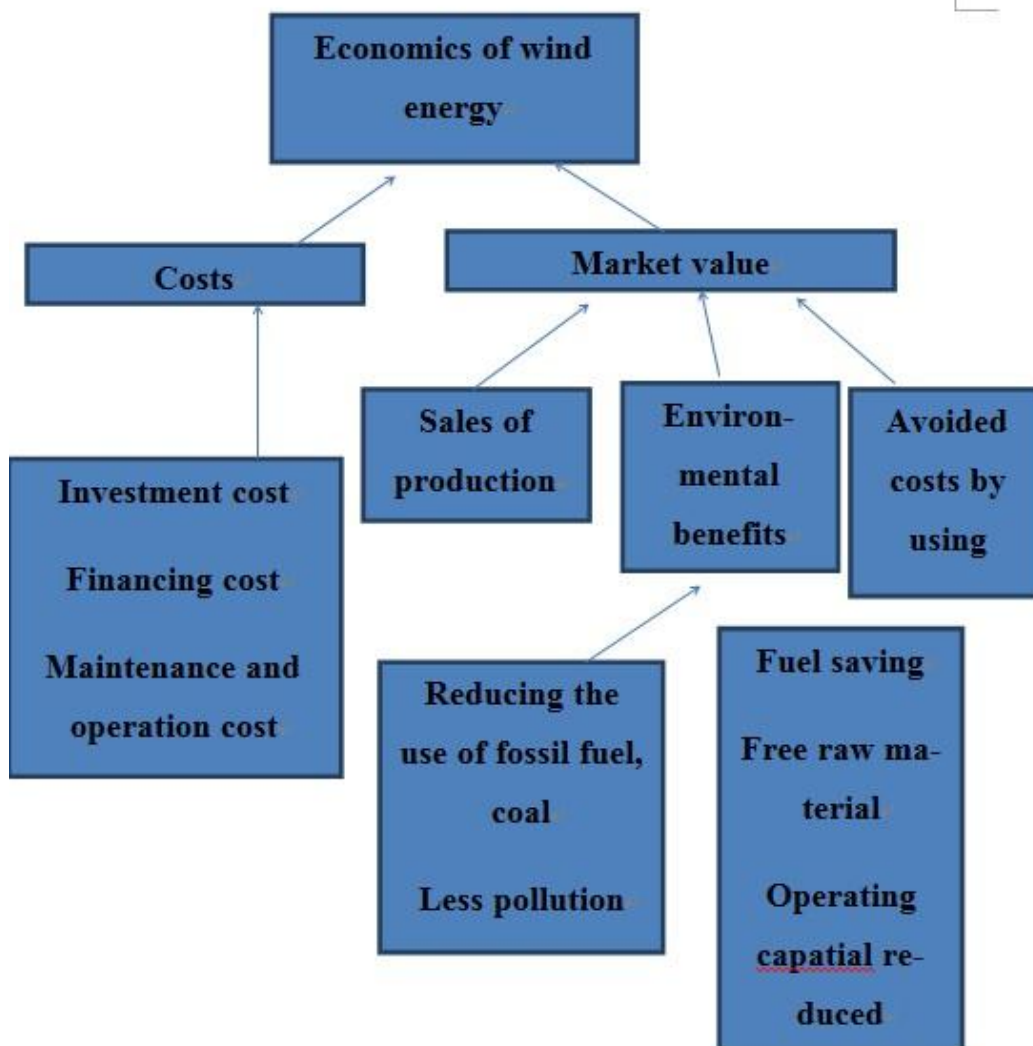 Economics of wind
energy
Costs
Market value
Sales of
production
Environ-
mental
benefits
Avoided
costs by
using
Investment cost
Financing cost
Maintenance and
operation cost
Reducing the
use of fossil fuel,
coal
Less pollution
Fuel saving
Free raw ma-
terial
Operating
capatial re-
duced